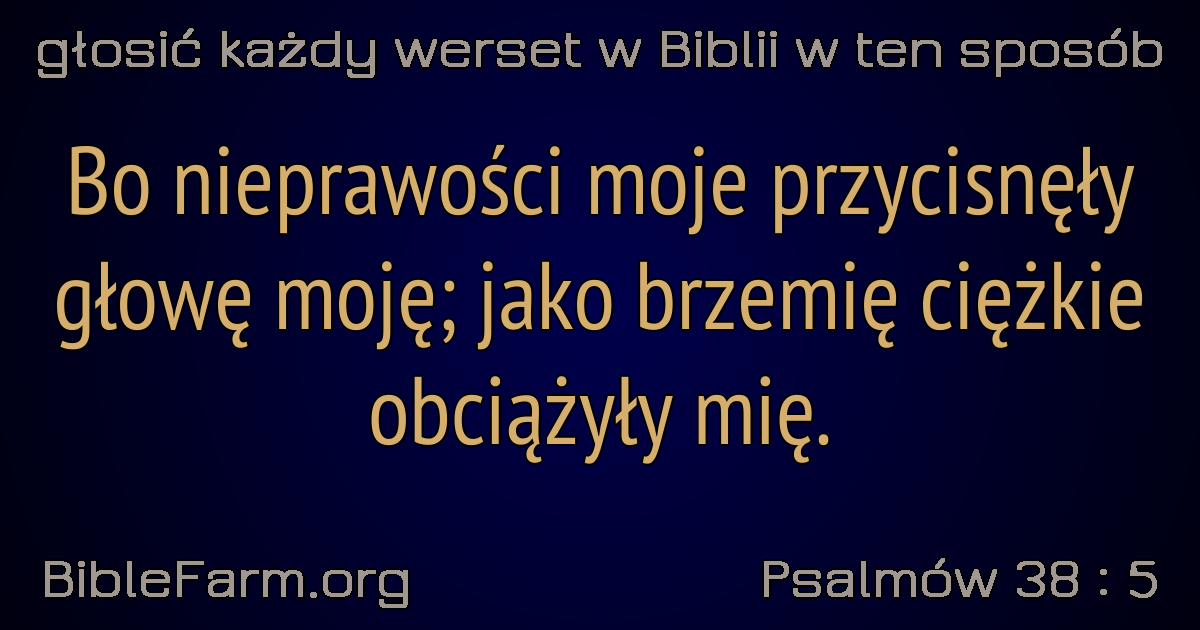 głosić każdy werset w Biblii w ten sposób
Bo nieprawości moje przycisnęły
głowę moję; jako brzemię ciężkie
obciążyły mię.
BibleFarm.org
Psalmów 38 : 5